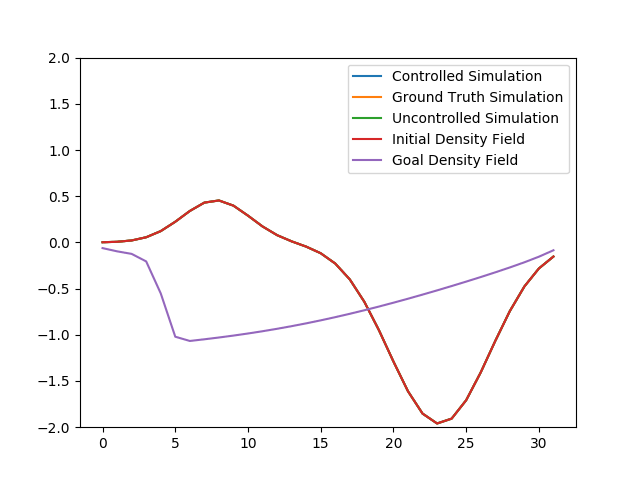 2.0
1.5
1.0
0.5
0.0
−0.5
−1.0
−1.5
−2.0
Controlled Simulation
Ground Truth Simulation
Uncontrolled Simulation
Initial Density Field
Goal Density Field
0 5 10 15 20 25 30